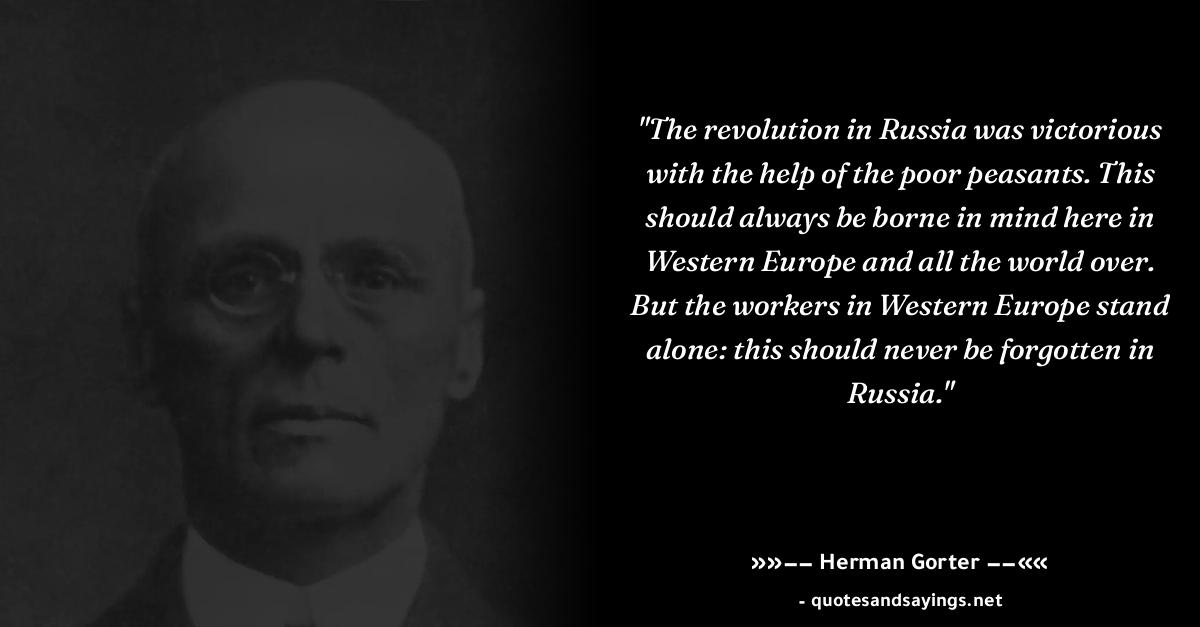 "The revolution in Russia was victorious
with the help of the poor peasants. This
should always be borne in mind here in
Western Europe and all the world over.
But the workers in Western Europe stand
alone: this should never be forgotten in
Russia."
»»−− Herman Gorter −−««
- quotesandsayings.net